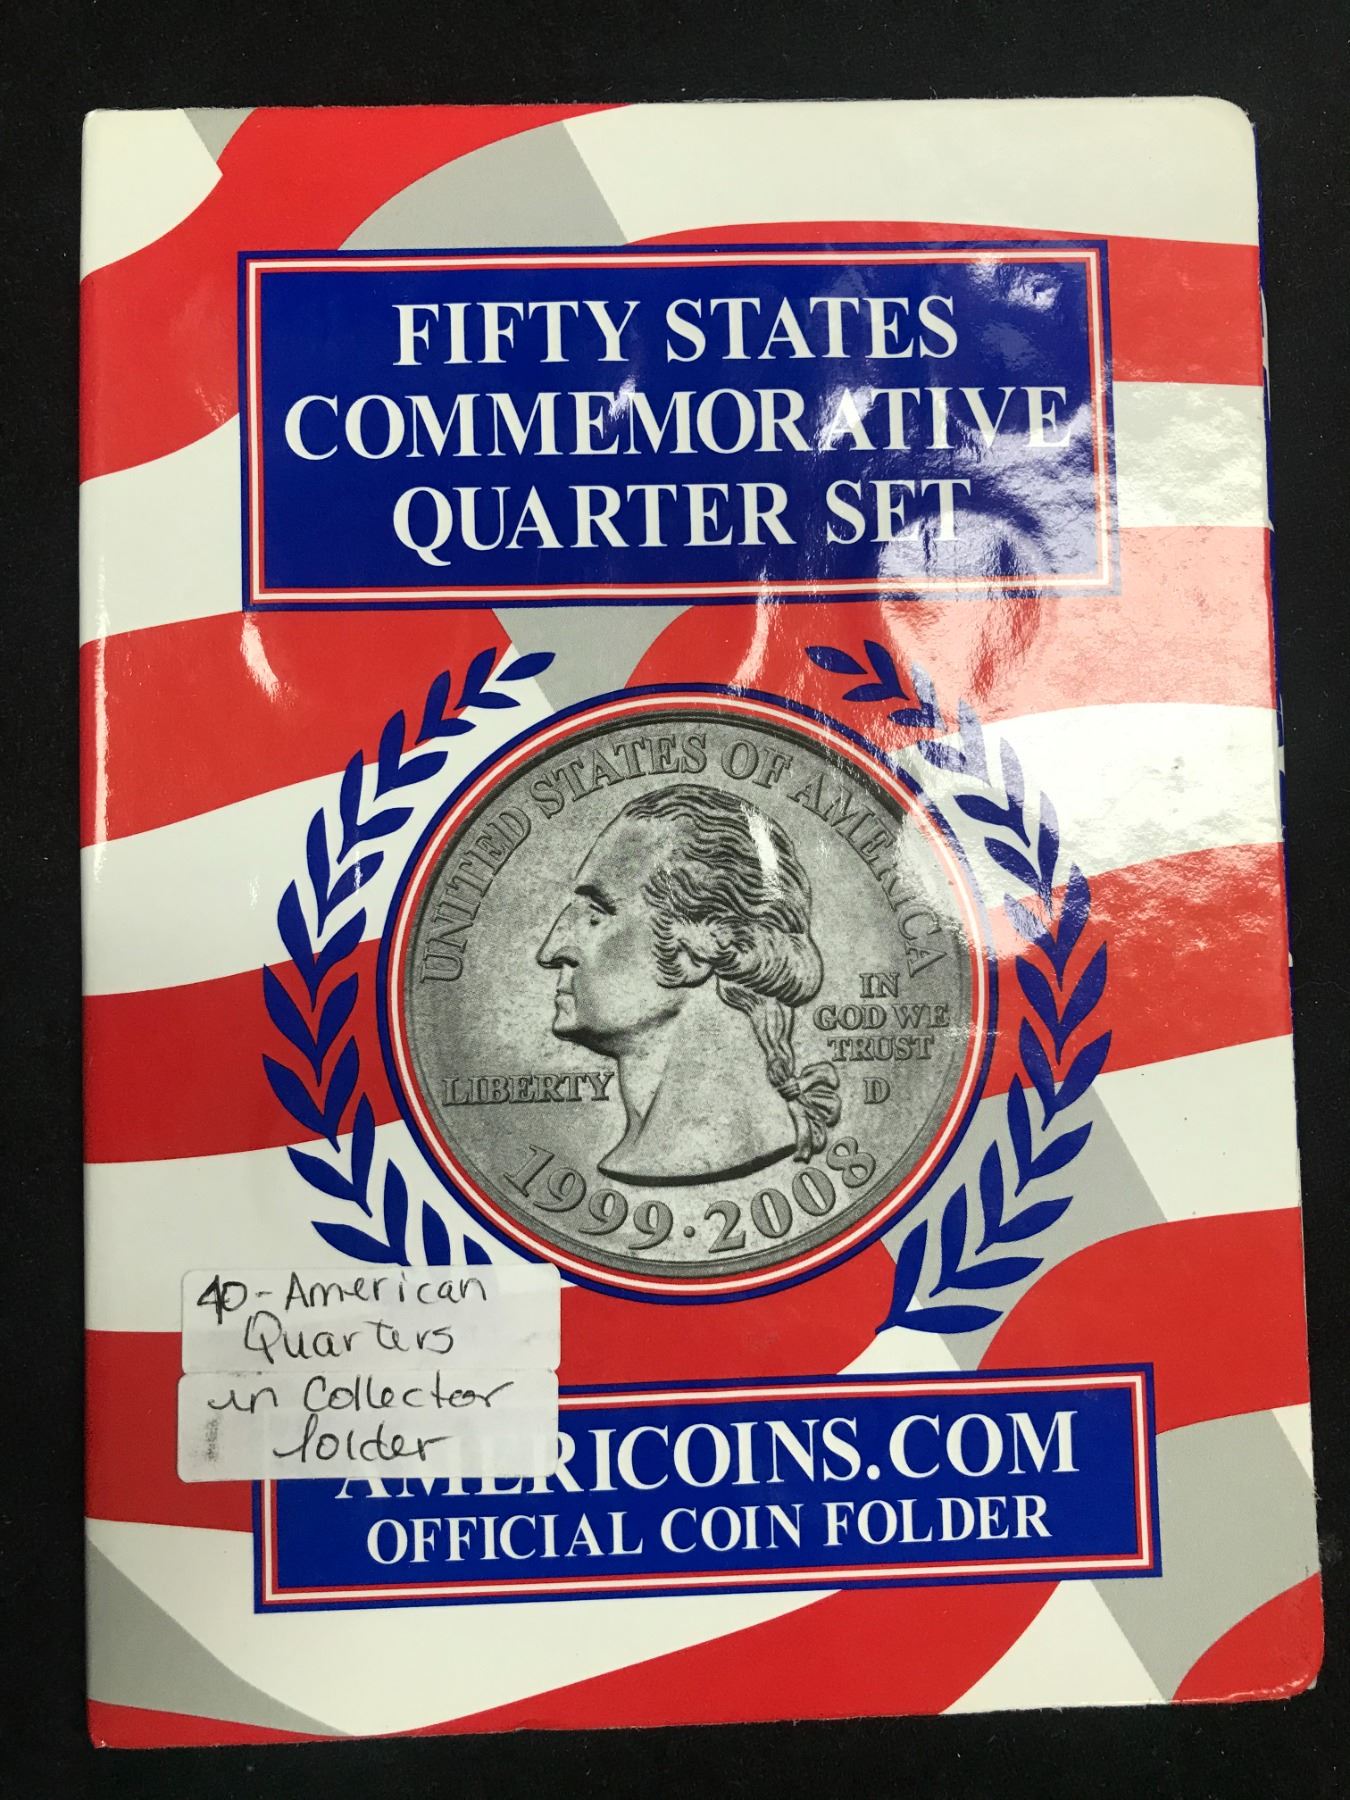 FIFTY STATES
COMMEMORATIVE
QUARTER SET
UNITED STATES OF AMERICA
IN
GOD WE
TRUST
LIBERTY
D
1999·2008
40-American
Quarters
in Collector
folder
AMERICOINS.COM
OFFICIAL COIN FOLDER